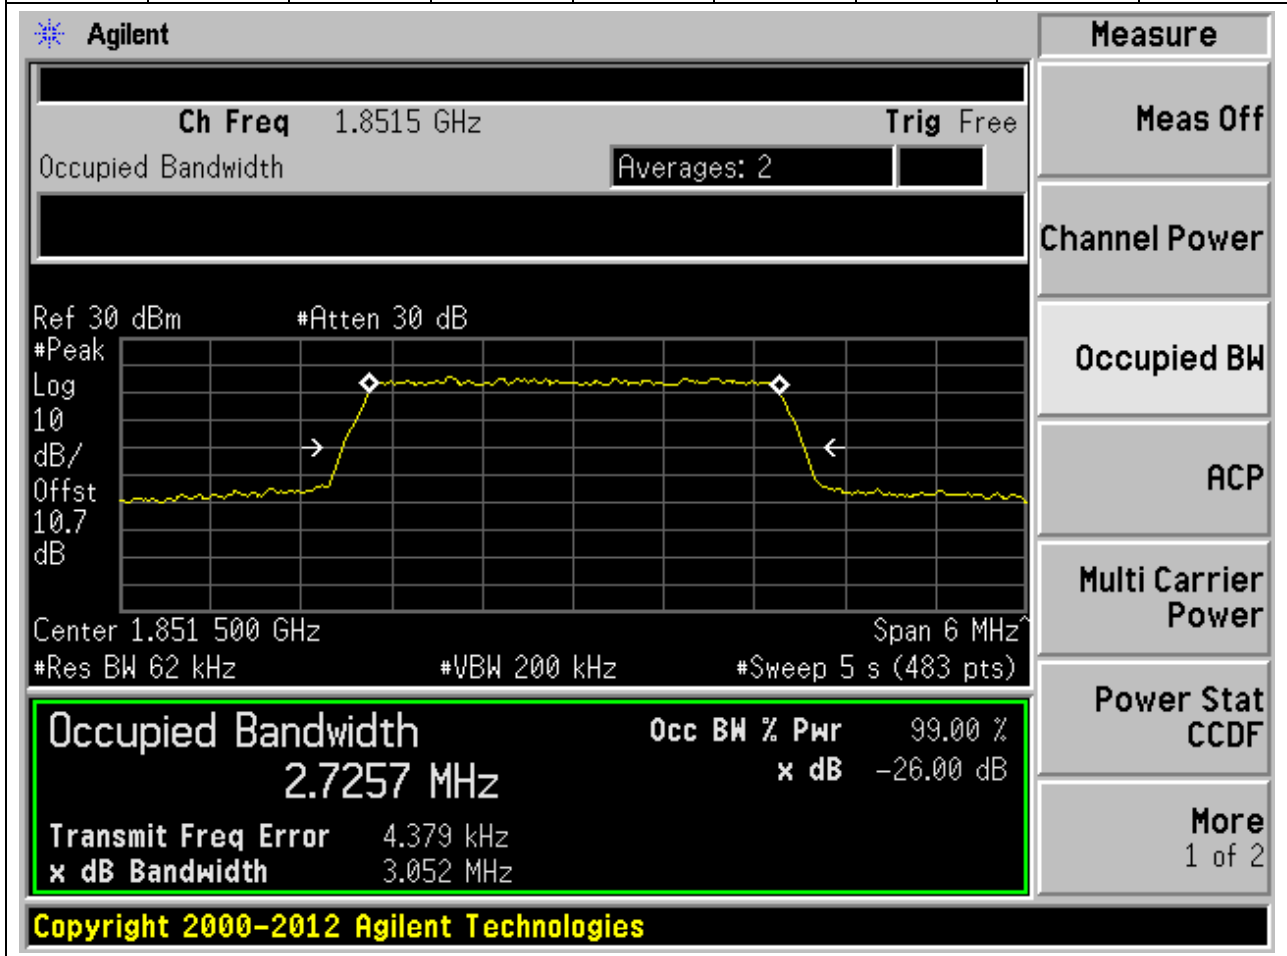 Agilent
Measure
Ch Freq 1.8515 GHz Trig Free
Meas Off
Occupied Bandwidth Averages: 2
Channel Power
Ref 30 dBm #Atten 30 dB
#Peak
Log
10
dB/
Offst
10.7
dB
Occupied BW
ACP
Center 1.851 500 GHz Span 6 MHz^
#Res BW 62 kHz #VBW 200 kHz #Sweep 5 s (483 pts)
Multi Carrier
Power
Occupied Bandwidth Occ BW % Pwr 99.00 %
2.7257 MHz x dB -26.00 dB
Transmit Freq Error 4.379 kHz
x dB Bandwidth 3.052 MHz
Power Stat
CCDF
More
1 of 2
Copyright 2000-2012 Agilent Technologies